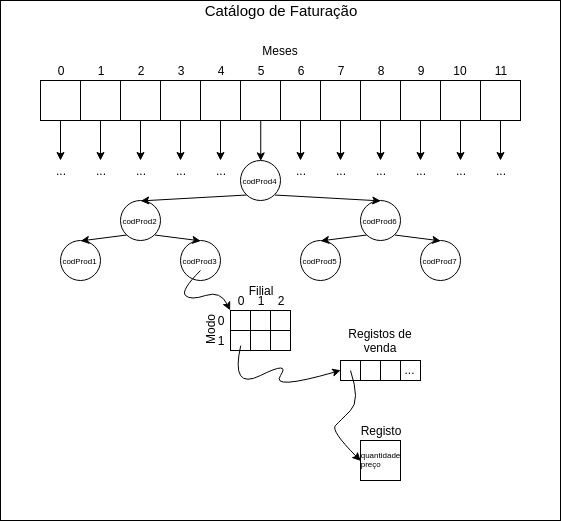 Catálogo de Faturação
Meses
0 1 2 3 4 5 6 7 8 9 10 11
... ... ... ... ... ... ... ... ... ... ...
codProd4
codProd2 codProd6
codProd1 codProd3 codProd5 codProd7
Filial
0 1 2
Modo
0
1
Registos de
venda
...
Registo
quantidade
preço